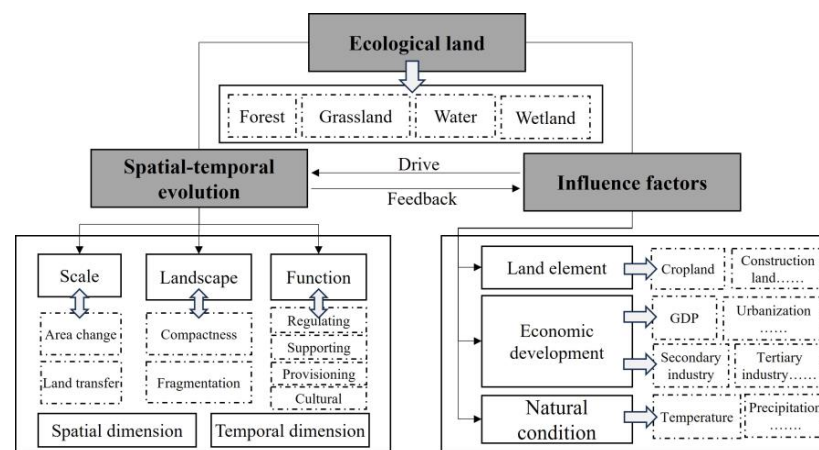 Ecological land
Forest
Grassland
Water
Wetland
Spatial-temporal
evolution
Drive
Feedback
Influence factors
Scale
Landscape
Function
Area change
Land transfer
Compactness
Fragmentation
Regulating
Supporting
Provisioning
Cultural
Spatial dimension
Temporal dimension
Land element
Cropland
Construction
land……
Economic
development
GDP
Urbanization
……
Secondary
industry
Tertiary
industry……
Natural
condition
Temperature
Precipitation
…….